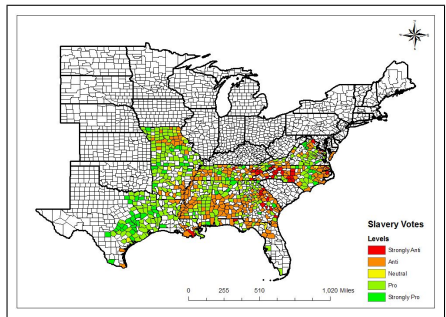 Slavery Votes
Levels
Strongly Anti
Anti
Neutral
Pro
Strongly Pro
0 255 510 1,020 Miles